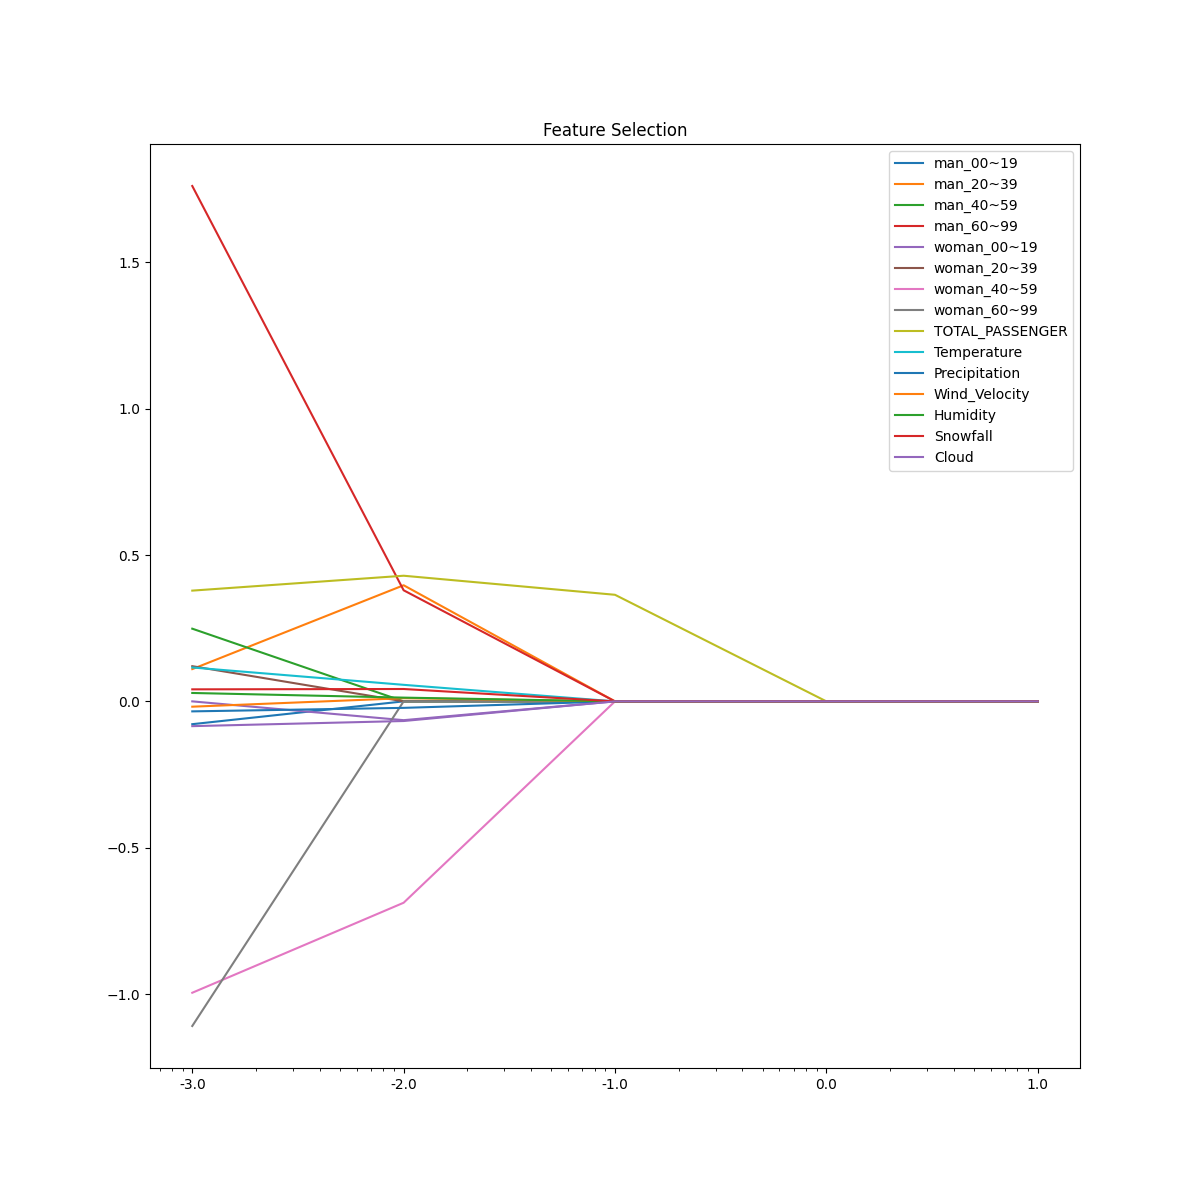 Feature Selection
man_00~19
man_20~39
man_40~59
man_60~99
woman_00~19
woman_20~39
woman_40~59
woman_60~99
TOTAL_PASSENGER
Temperature
Precipitation
Wind_Velocity
Humidity
Snowfall
Cloud
1.5
1.0
0.5
0.0
−0.5
−1.0
-3.0 -2.0 -1.0 0.0 1.0